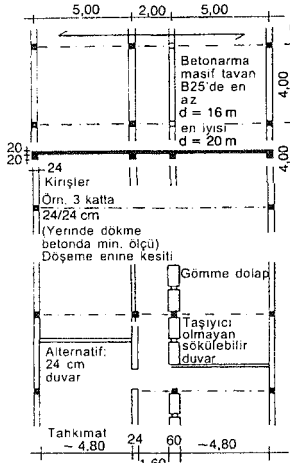 5,00 2,00 5,00
Betonarma
masif tavan
B25'de en
az
d = 16 m
en iyisi
d = 20 m
4,00
4,00
20
20
24
Kirişler
Örn. 3 katta
24/24 cm
(Yerinde dökme
betonda min. ölçü)
Döşeme enine kesiti
Gömme dolap
Taşıyıcı
olmayan
sökülebilir
duvar
Alternatif:
24 cm
duvar
Tahkimat
~4,80 24 60 ~4,80
1,60